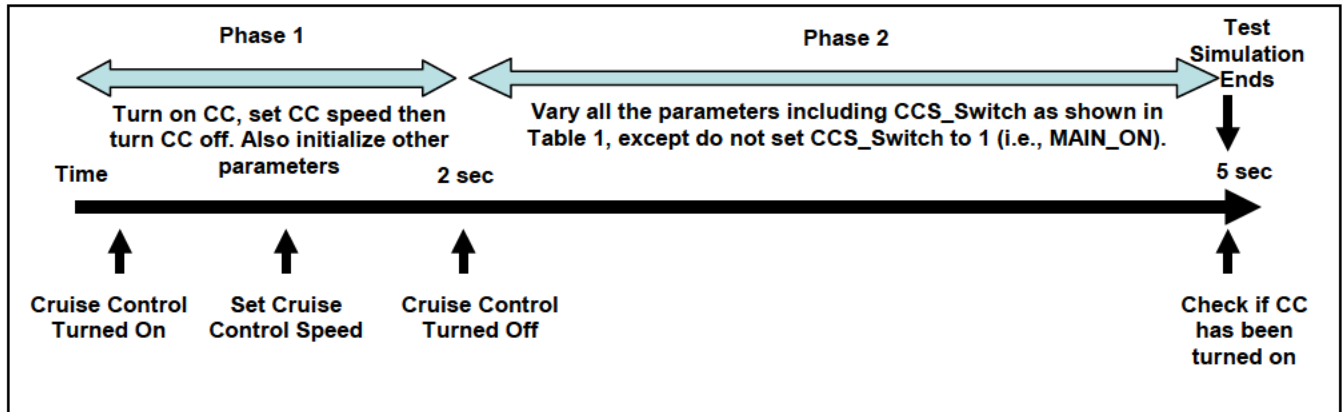 Phase 1
Phase 2
Test
Simulation
Ends
Turn on CC, set CC speed then
turn CC off. Also initialize other
parameters
Vary all the parameters including CCS_Switch as shown in
Table 1, except do not set CCS_Switch to 1 (i.e., MAIN_ON).
Time
2 sec
5 sec
Cruise Control
Turned On
Set Cruise
Control Speed
Cruise Control
Turned Off
Check if CC
has been
turned on